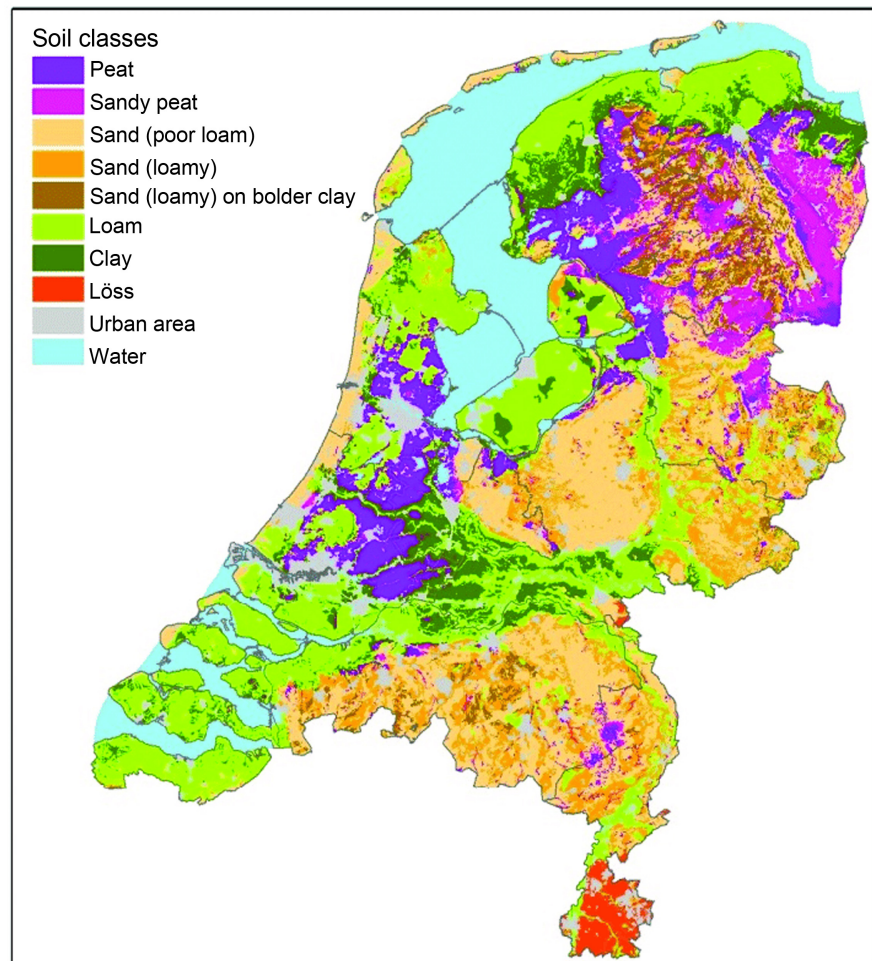 Soil classes
Peat
Sandy peat
Sand (poor loam)
Sand (loamy)
Sand (loamy) on bolder clay
Loam
Clay
Löss
Urban area
Water